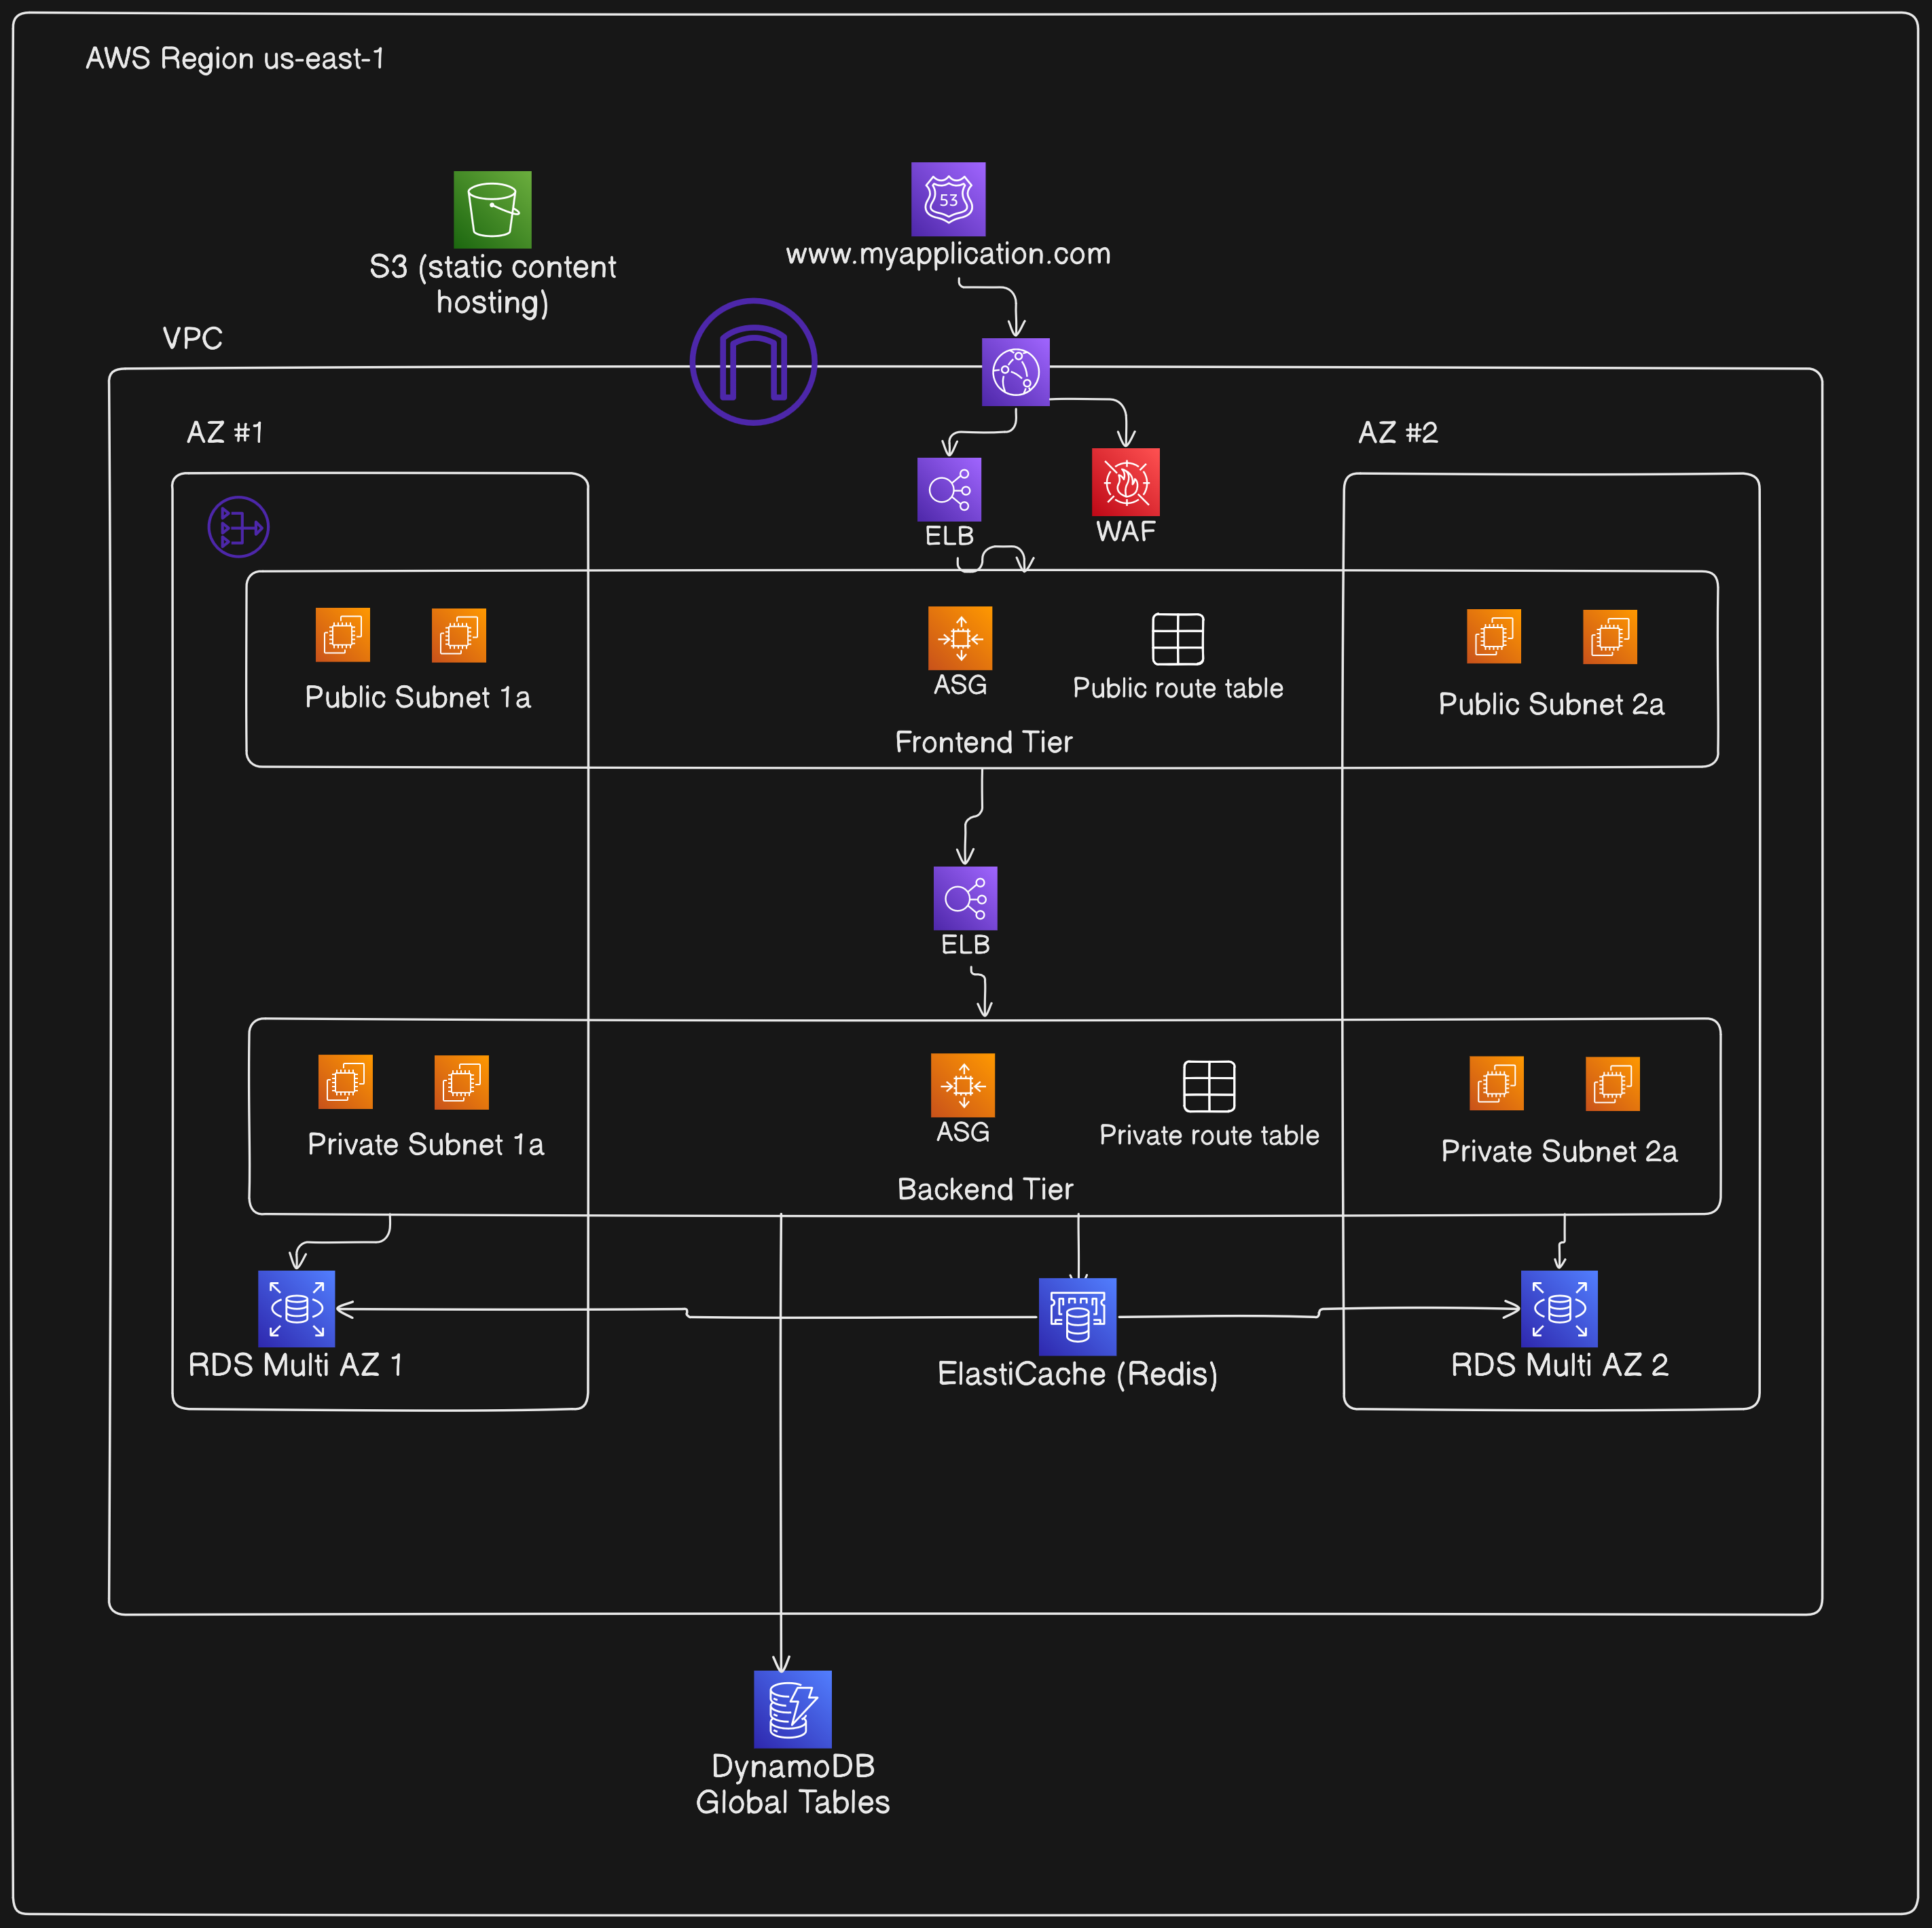 AWS Region us-east-1
53
www.myapplication.com
S3 (static content
hosting)
VPC
AZ #1
AZ #2
ELB
WAF
Public Subnet 1a
ASG
Public route table
Public Subnet 2a
Frontend Tier
ELB
Private Subnet 1a
ASG
Private route table
Private Subnet 2a
Backend Tier
RDS Multi AZ 1
ElastiCache (Redis)
RDS Multi AZ 2
DynamoDB
Global Tables